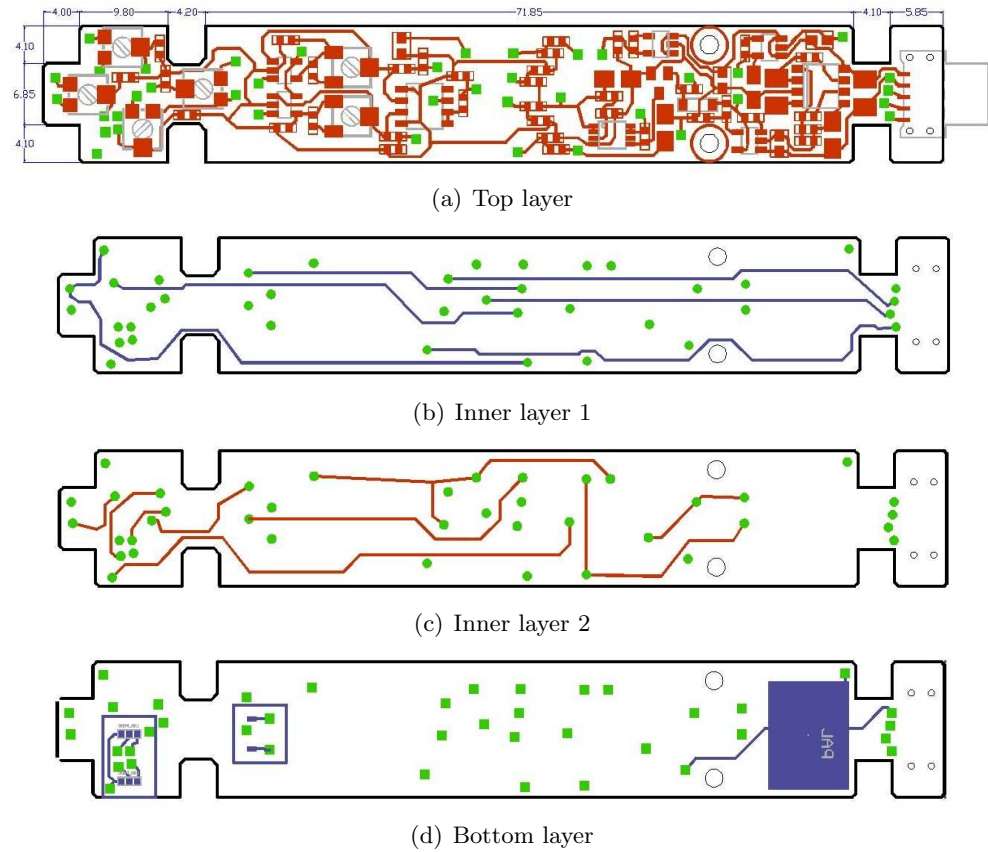 4.00 9.80 4.20 71.85 4.10 5.85
4.10
6.85
4.10
(a) Top layer
(b) Inner layer 1
(c) Inner layer 2
PAL
(d) Bottom layer